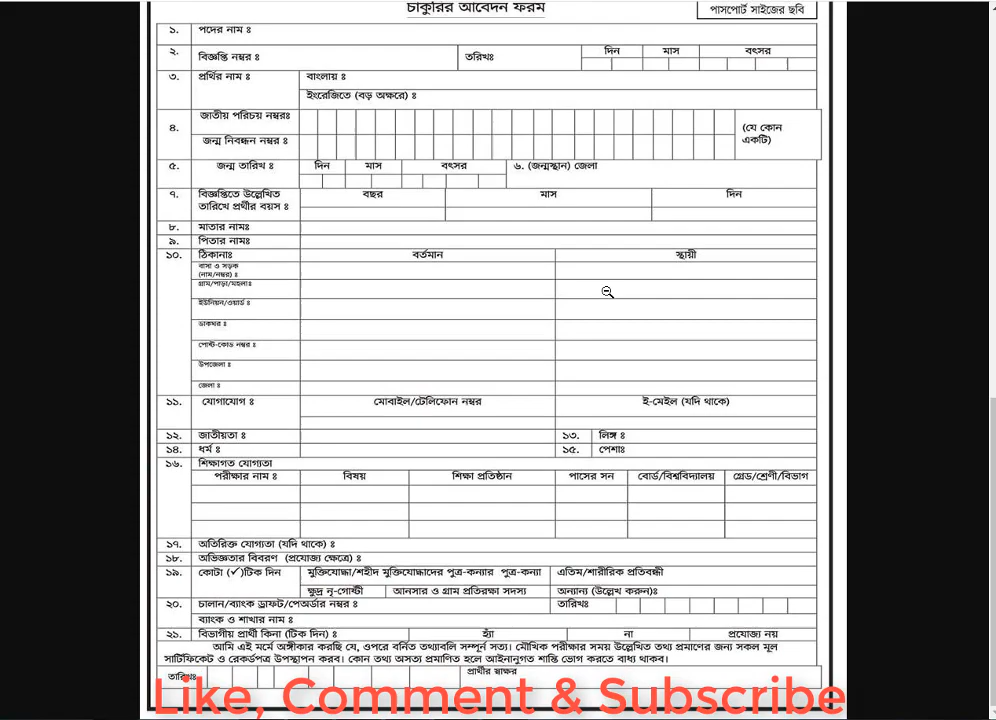 চাকুরির আবেদন ফরম
পাসপোর্ট সাইজের ছবি
১. পদের নাম ঃ
২. বিজ্ঞপ্তি নম্বর ঃ তরিখঃ দিন মাস বৎসর
৩. প্রর্থির নাম ঃ বাংলায় ঃ
ইংরেজিতে (বড় অক্ষরে) ঃ
৪. জাতীয় পরিচয় নম্বরঃ (যে কোন একটি)
জন্ম নিবন্ধন নম্বর ঃ
৫. জন্ম তারিখ ঃ দিন মাস বৎসর ৬. (জন্মস্থান) জেলা
৭. বিজ্ঞপ্তিতে উল্লেখিত তারিখে প্রর্থীর বয়স ঃ বছর মাস দিন
৮. মাতার নামঃ
৯. পিতার নামঃ
১০. ঠিকানাঃ বর্তমান স্থায়ী
বাসা ও সড়ক (নাম/নম্বর) ঃ
গ্রাম/পাড়া/মহল্লাঃ
ইউনিয়ন/ওয়ার্ড ঃ
ডাকঘর ঃ
পোস্ট-কোড নম্বর ঃ
উপজেলা ঃ
জেলা ঃ
১১. যোগাযোগ ঃ মোবাইল/টেলিফোন নম্বর ই-মেইল (যদি থাকে)
১২. জাতীয়তা ঃ ১৩. লিঙ্গ ঃ
১৪. ধর্ম ঃ ১৫. পেশাঃ
১৬. শিক্ষাগত যোগ্যতা
পরীক্ষার নাম ঃ বিষয় শিক্ষা প্রতিষ্ঠান পাসের সন বোর্ড/বিশ্ববিদ্যালয় গ্রেড/শ্রেণী/বিভাগ
১৭. অতিরিক্ত যোগ্যতা (যদি থাকে) ঃ
১৮. অভিজ্ঞতার বিবরণ (প্রযোজ্য ক্ষেত্রে) ঃ
১৯. কোটা (✓)টিক দিন মুক্তিযোদ্ধা/শহীদ মুক্তিযোদ্ধাদের পুত্র-কন্যার পুত্র-কন্যা এতিম/শারীরিক প্রতিবন্ধী
ক্ষুদ্র নৃ-গোষ্টী আনসার ও গ্রাম প্রতিরক্ষা সদস্য অন্যান্য (উল্লেখ করুন)ঃ
২০. চালান/ব্যাংক ড্রাফট/পেঅর্ডার নম্বর ঃ তারিখঃ
ব্যাংক ও শাখার নাম ঃ
২১. বিভাগীয় প্রার্থী কিনা (টিক দিন) ঃ হ্যাঁ না প্রযোজ্য নয়
আমি এই মর্মে অঙ্গীকার করছি যে, ওপরে বর্নিত তথ্যাবলি সম্পূর্ন সত্য। মৌখিক পরীক্ষার সময় উল্লেখিত তথ্য প্রমাণের জন্য সকল মূল
সার্টিফিকেট ও রেকর্ডপত্র উপস্থাপন করব। কোন তথ্য অসত্য প্রমাণিত হলে আইনানুগত শাস্তি ভোগ করতে বাধ্য থাকব।
তারিখঃ প্রার্থীর স্বাক্ষর
Like, Comment & Subscribe